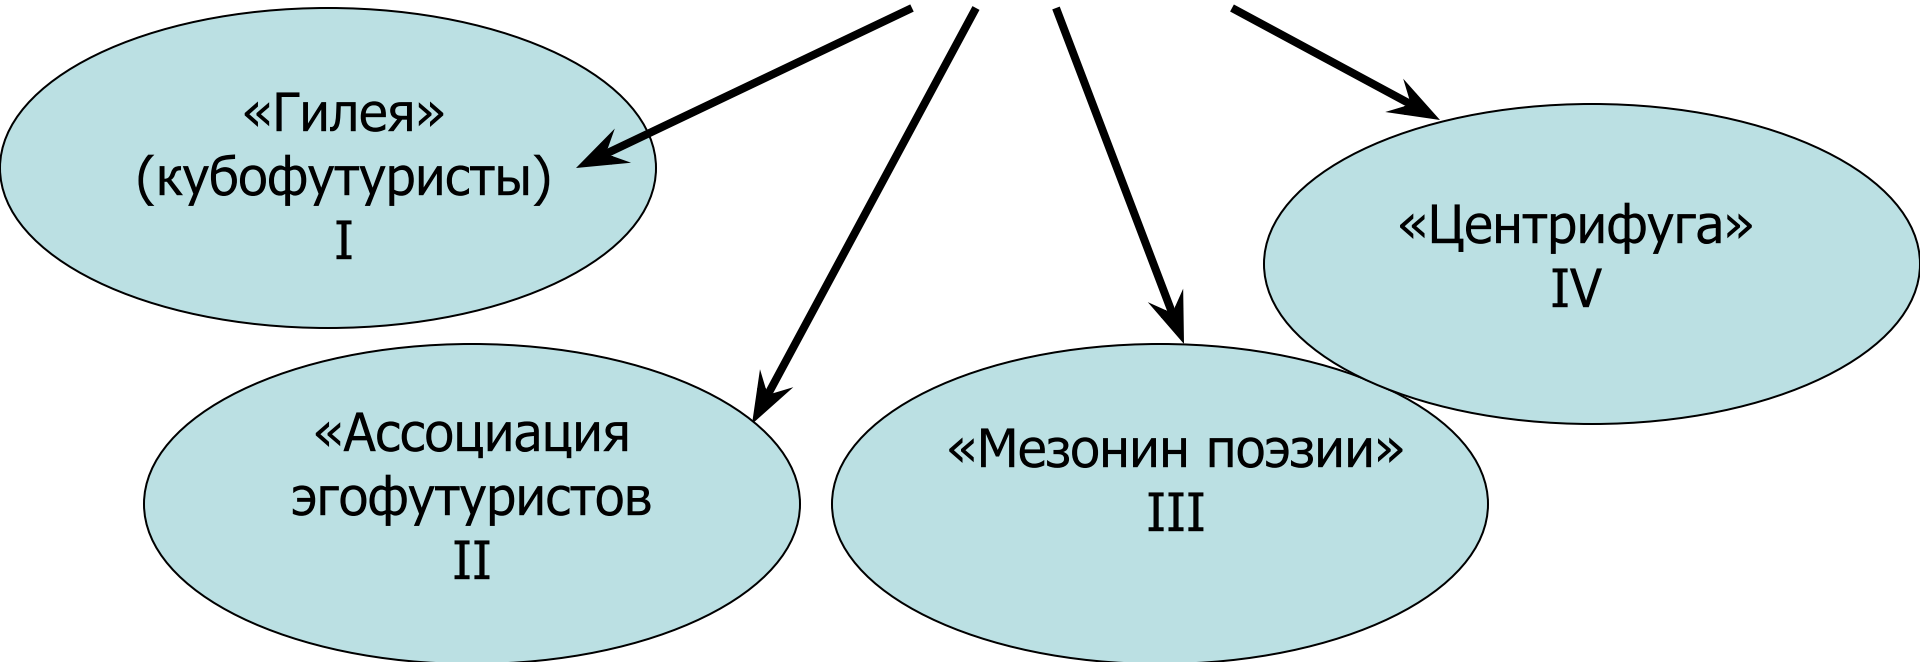 «Гилея»
(кубофутуристы)
I
«Ассоциация
эгофутуристов
II
«Мезонин поэзии»
III
«Центрифуга»
IV